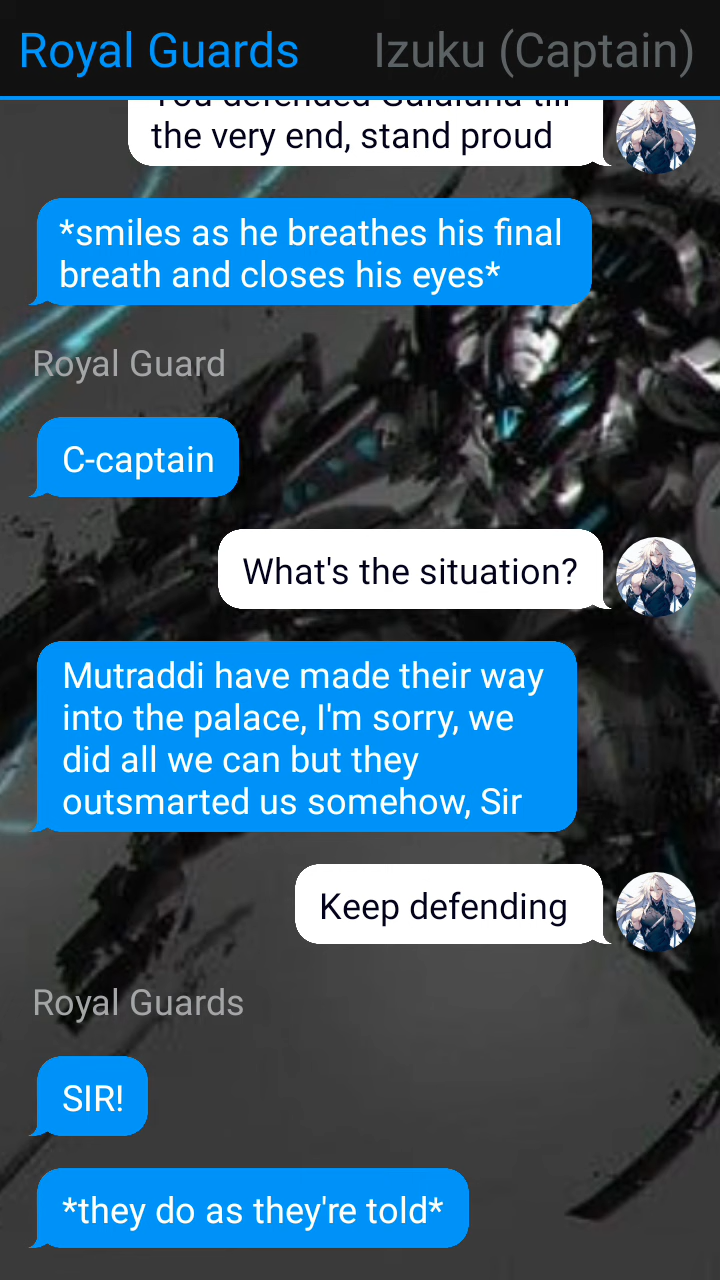 Royal Guards Izuku (Captain)
the very end, stand proud
*smiles as he breathes his final
breath and closes his eyes*
Royal Guard
C-captain
What's the situation?
Mutraddi have made their way
into the palace, I'm sorry, we
did all we can but they
outsmarted us somehow, Sir
Keep defending
Royal Guards
SIR!
*they do as they're told*